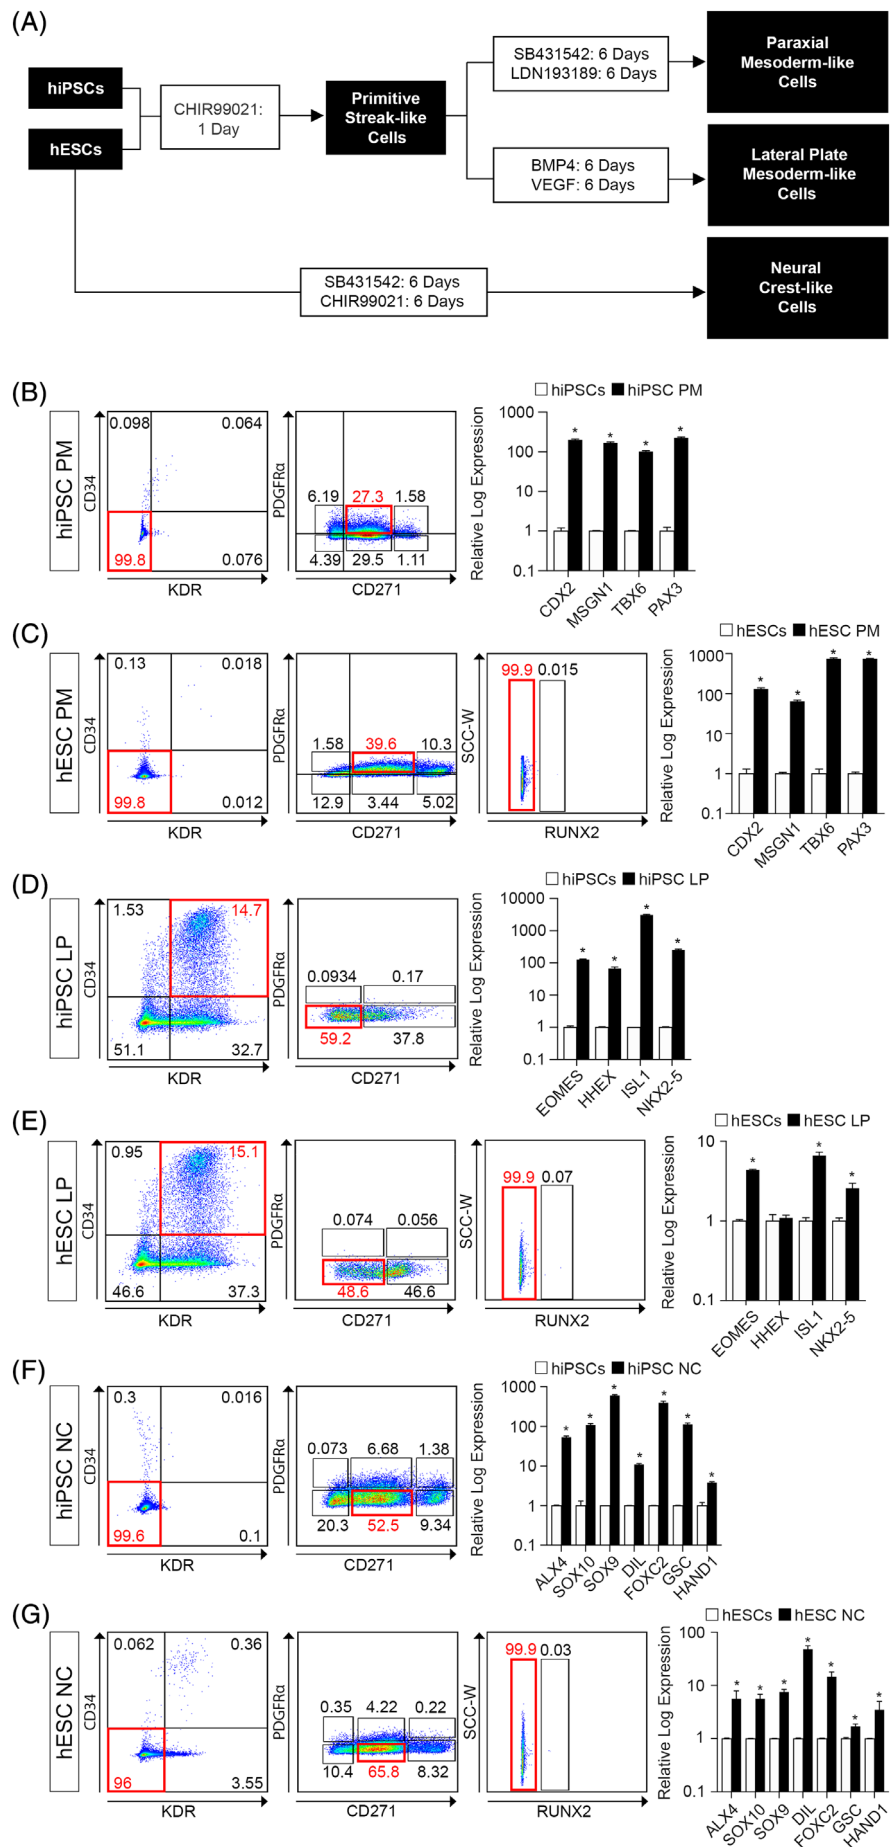 (A)
hiPSCs
hESCs
CHIR99021:
1 Day
Primitive
Streak-like
Cells
SB431542: 6 Days
LDN193189: 6 Days
Paraxial
Mesoderm-like
Cells
BMP4: 6 Days
VEGF: 6 Days
Lateral Plate
Mesoderm-like
Cells
SB431542: 6 Days
CHIR99021: 6 Days
Neural
Crest-like
Cells
(B)
hiPSC PM
CD34
0.098 0.064
99.8 0.076
KDR
PDGFRα
6.19 27.3 1.58
4.39 29.5 1.11
CD271
hiPSCs hiPSC PM
Relative Log Expression
1000
100
10
1
0.1
* * * *
CDX2 MSGN1 TBX6 PAX3
(C)
hESC PM
CD34
0.13 0.018
99.8 0.012
KDR
PDGFRα
1.58 39.6 10.3
12.9 3.44 5.02
CD271
SCC-W
99.9 0.015
RUNX2
hESCs hESC PM
Relative Log Expression
1000
100
10
1
0.1
* * * *
CDX2 MSGN1 TBX6 PAX3
(D)
hiPSC LP
CD34
1.53 14.7
51.1 32.7
KDR
PDGFRα
0.0934 0.17
59.2 37.8
CD271
hiPSCs hiPSC LP
Relative Log Expression
10000
1000
100
10
1
0.1
* * * *
EOMES HHEX ISL1 NKX2-5
(E)
hESC LP
CD34
0.95 15.1
46.6 37.3
KDR
PDGFRα
0.074 0.056
48.6 46.6
CD271
SCC-W
99.9 0.07
RUNX2
hESCs hESC LP
Relative Log Expression
10
1
0.1
* * *
EOMES HHEX ISL1 NKX2-5
(F)
hiPSC NC
CD34
0.3 0.016
99.6 0.1
KDR
PDGFRα
0.073 6.68 1.38
20.3 52.5 9.34
CD271
hiPSCs hiPSC NC
Relative Log Expression
1000
100
10
1
0.1
* * * * * * *
ALX4 SOX10 SOX9 DIL FOXC2 GSC HAND1
(G)
hESC NC
CD34
0.062 0.36
96 3.55
KDR
PDGFRα
0.35 4.22 0.22
10.4 65.8 8.32
CD271
SCC-W
99.9 0.03
RUNX2
hESCs hESC NC
Relative Log Expression
100
10
1
0.1
* * * * * * *
ALX4 SOX10 SOX9 DIL FOXC2 GSC HAND1